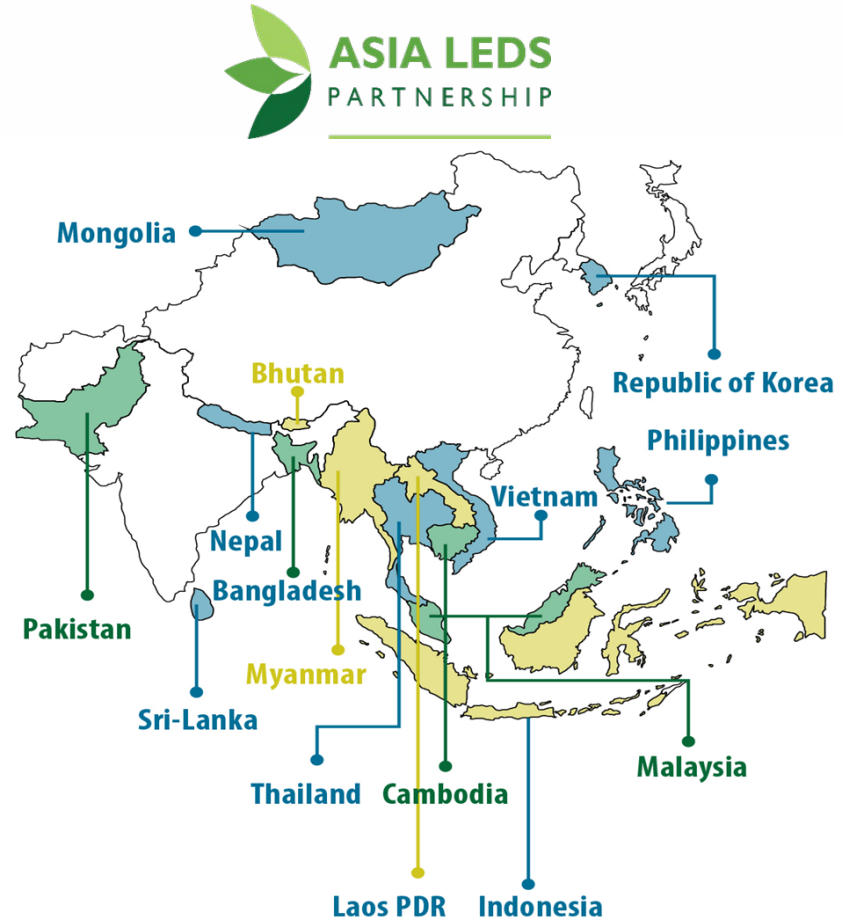 ASIA LEDS
PARTNERSHIP
Mongolia
Bhutan
Republic of Korea
Philippines
Vietnam
Nepal
Bangladesh
Pakistan
Myanmar
Sri-Lanka
Malaysia
Thailand
Cambodia
Laos PDR
Indonesia